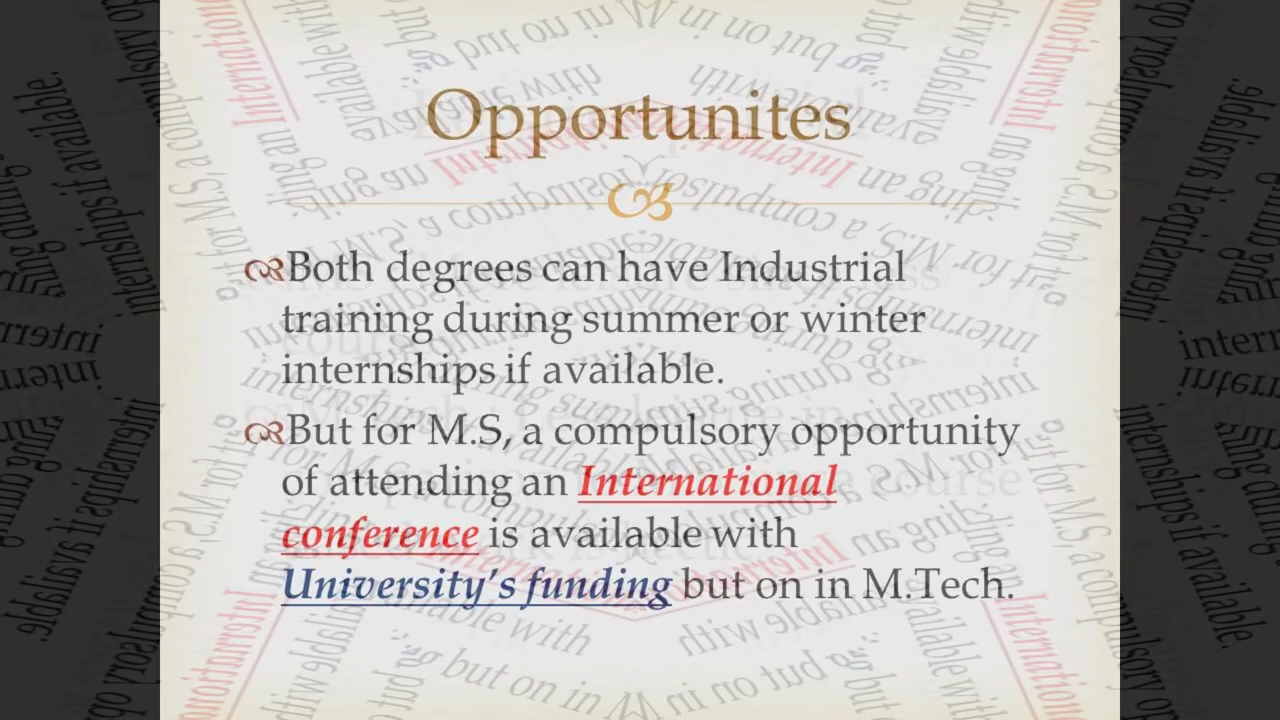 Opportunites
Both degrees can have Industrial
training during summer or winter
internships if available.
But for M.S, a compulsory opportunity
of attending an International
conference is available with
University's funding but on in M.Tech.